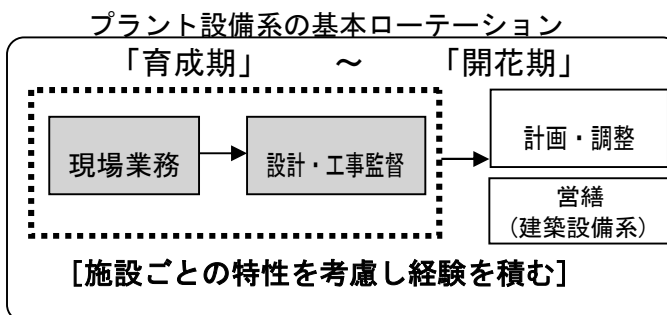 プラント設備系の基本ローテーション
「育成期」 ～ 「開花期」
現場業務
設計・工事監督
計画・調整
営繕
(建築設備系)
[施設ごとの特性を考慮し経験を積む]